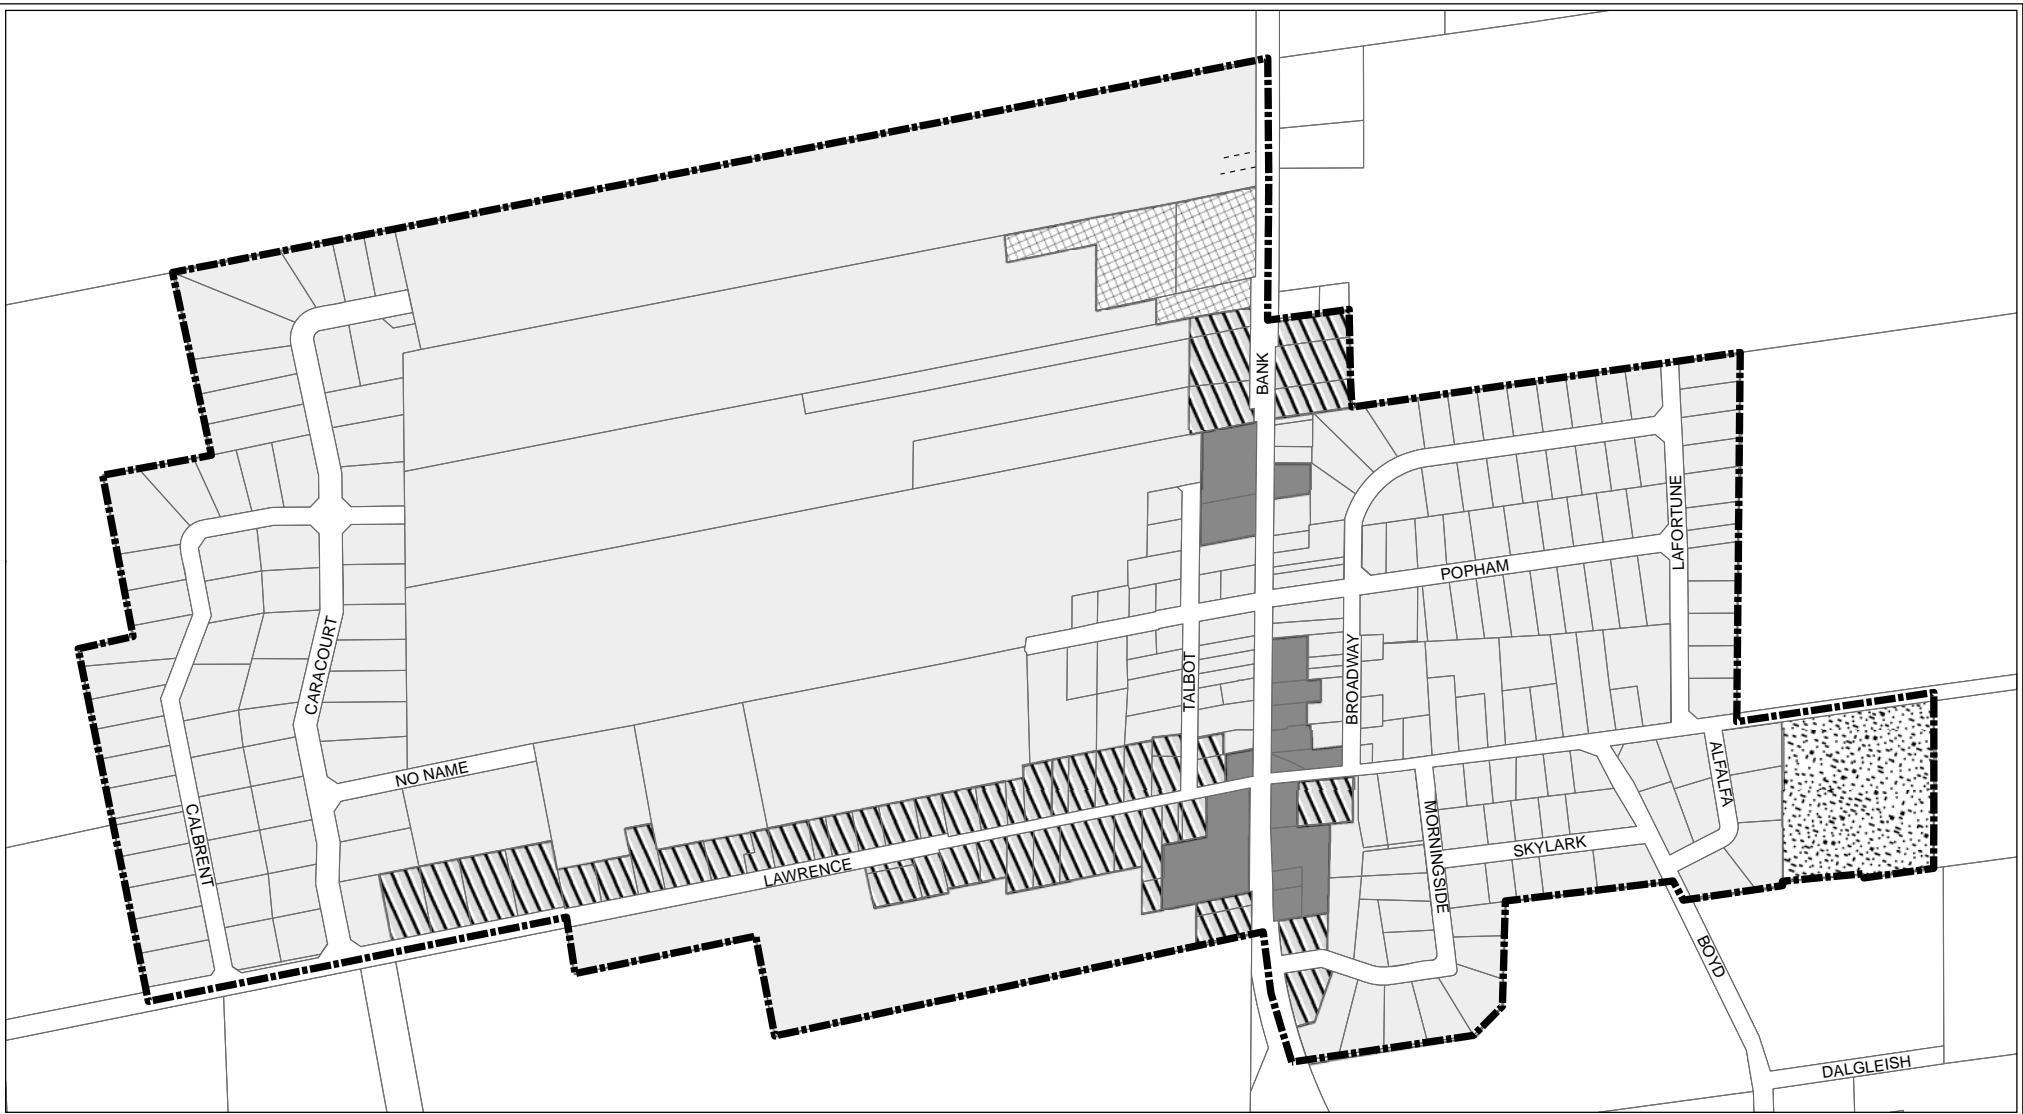 BANK
LAFORTUNE
POPHAM
CARACOURT
TALBOT
BROADWAY
NO NAME
ALFALFA
CALBRENT
MORNINGSIDE
SKYLARK
LAWRENCE
BOYD
DALGLEISH